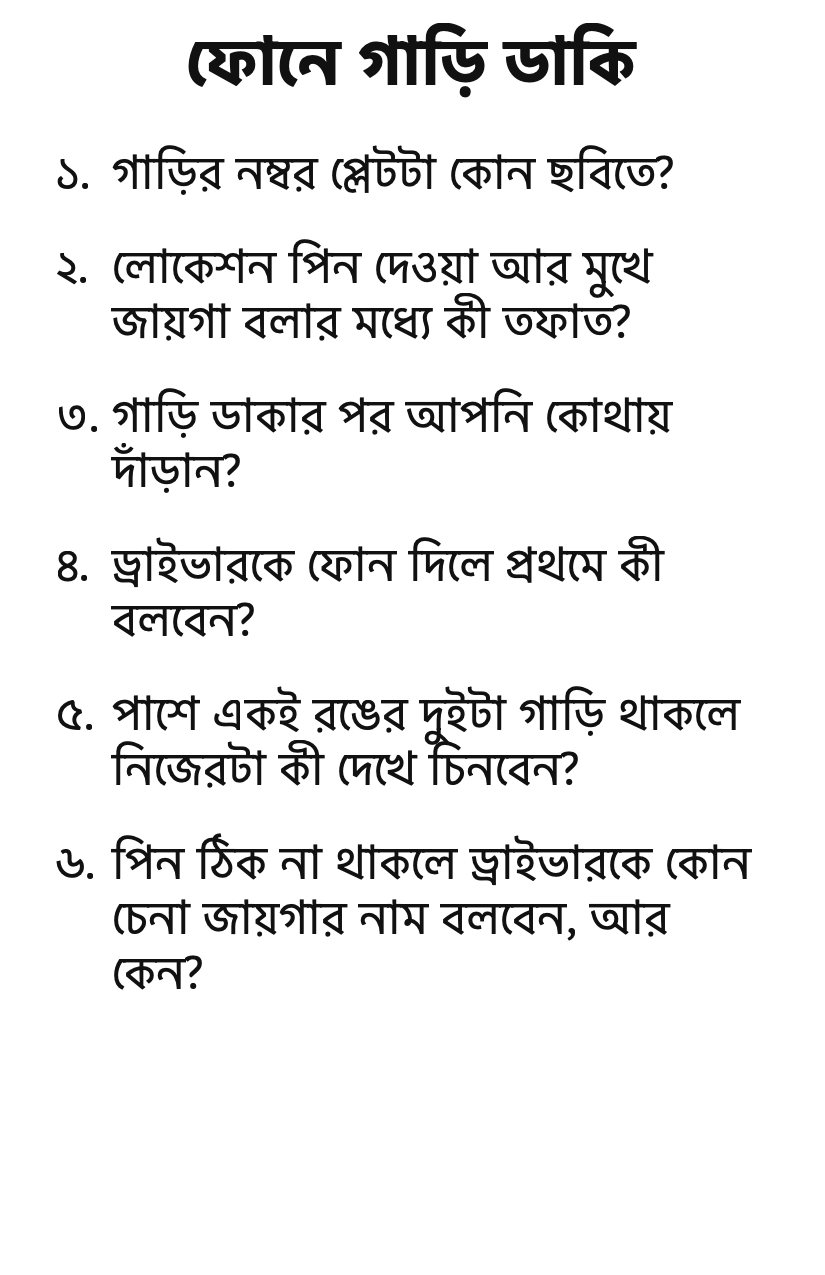 ফোনে গাড়ি ডাকি
১. গাড়ির নম্বর প্লেটটা কোন ছবিতে?
২. লোকেশন পিন দেওয়া আর মুখে
জায়গা বলার মধ্যে কী তফাত?
৩. গাড়ি ডাকার পর আপনি কোথায়
দাঁড়ান?
৪. ড্রাইভারকে ফোন দিলে প্রথমে কী
বলবেন?
৫. পাশে একই রঙের দুইটা গাড়ি থাকলে
নিজেরটা কী দেখে চিনবেন?
৬. পিন ঠিক না থাকলে ড্রাইভারকে কোন
চেনা জায়গার নাম বলবেন, আর
কেন?